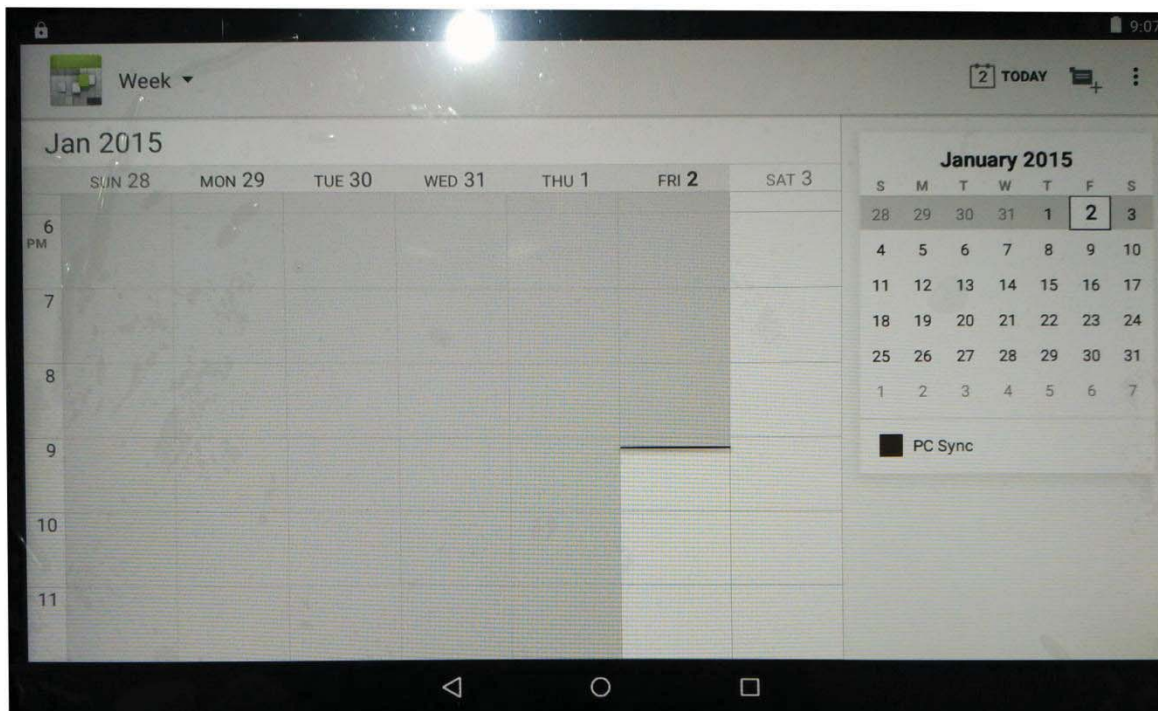 9:07
Week
2 TODAY
Jan 2015
SUN 28 MON 29 TUE 30 WED 31 THU 1 FRI 2 SAT 3
6
PM
7
8
9
10
11
January 2015
S M T W T F S
28 29 30 31 1 2 3
4 5 6 7 8 9 10
11 12 13 14 15 16 17
18 19 20 21 22 23 24
25 26 27 28 29 30 31
1 2 3 4 5 6 7
PC Sync